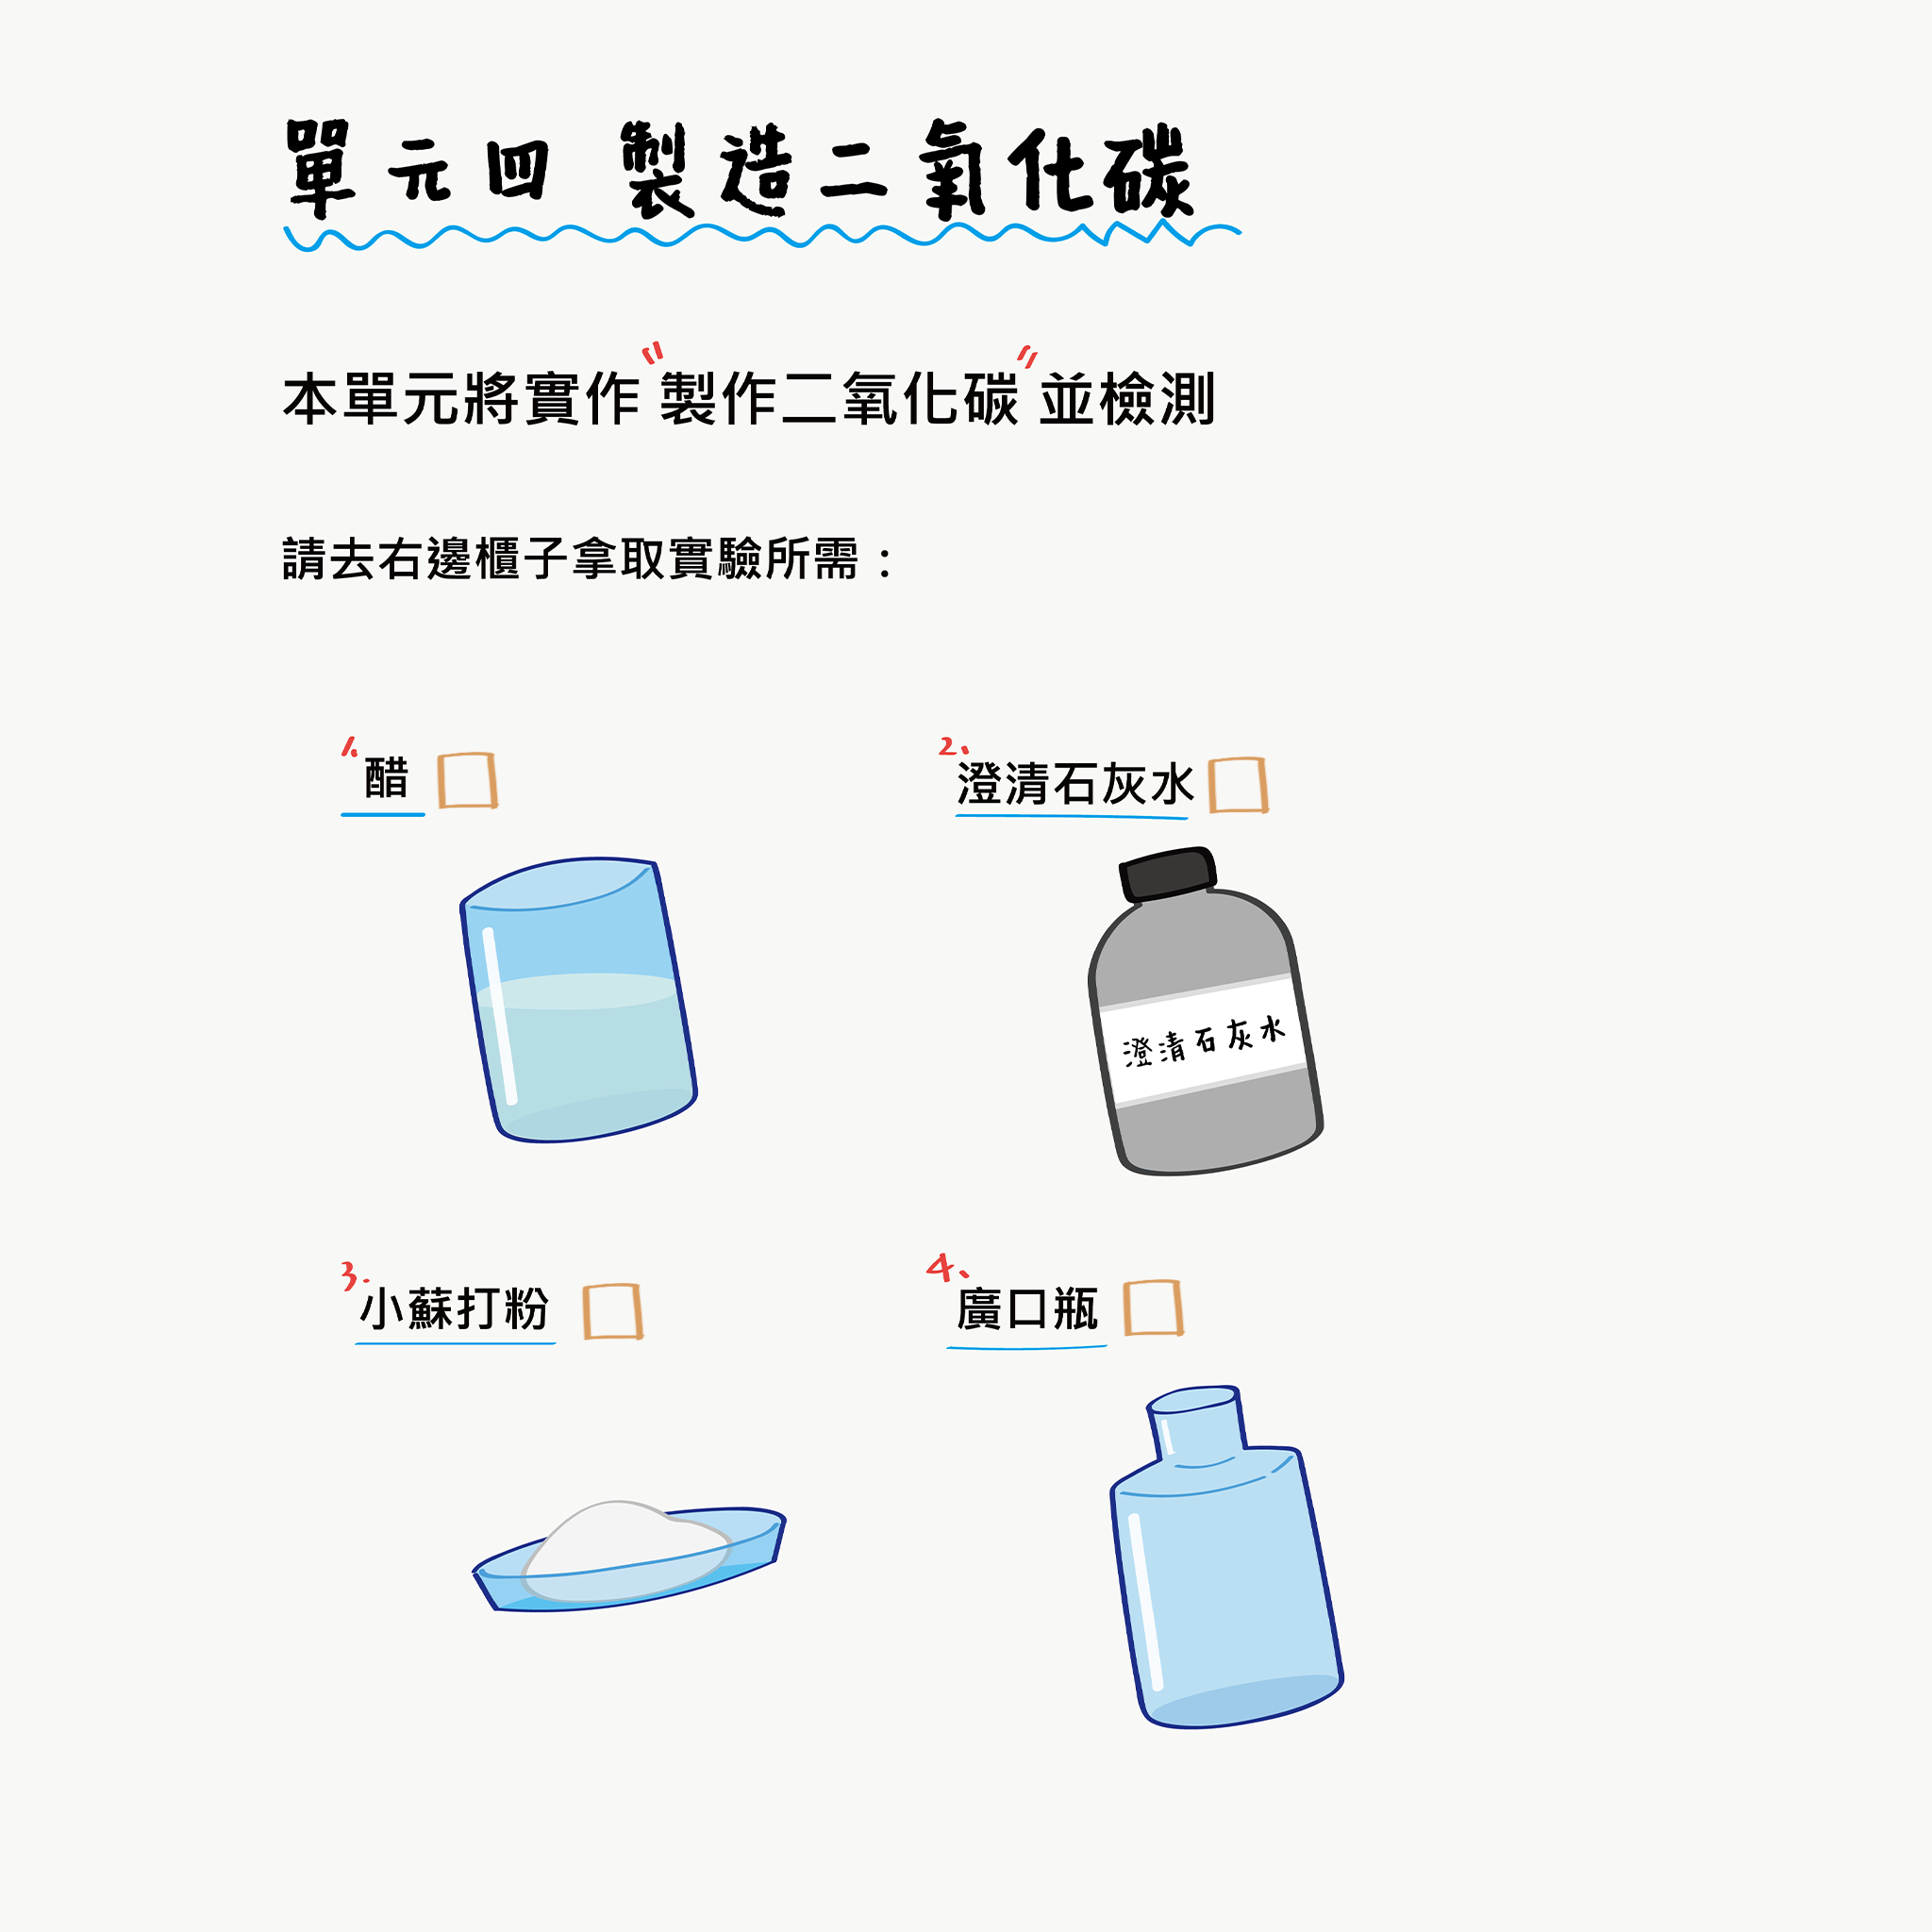 單元四 製造二氧化碳
本單元將實作“製作二氧化碳”並檢測
請去右邊櫃子拿取實驗所需：
1. 醋
2. 澄清石灰水
澄清石灰水
3. 小蘇打粉
4. 廣口瓶